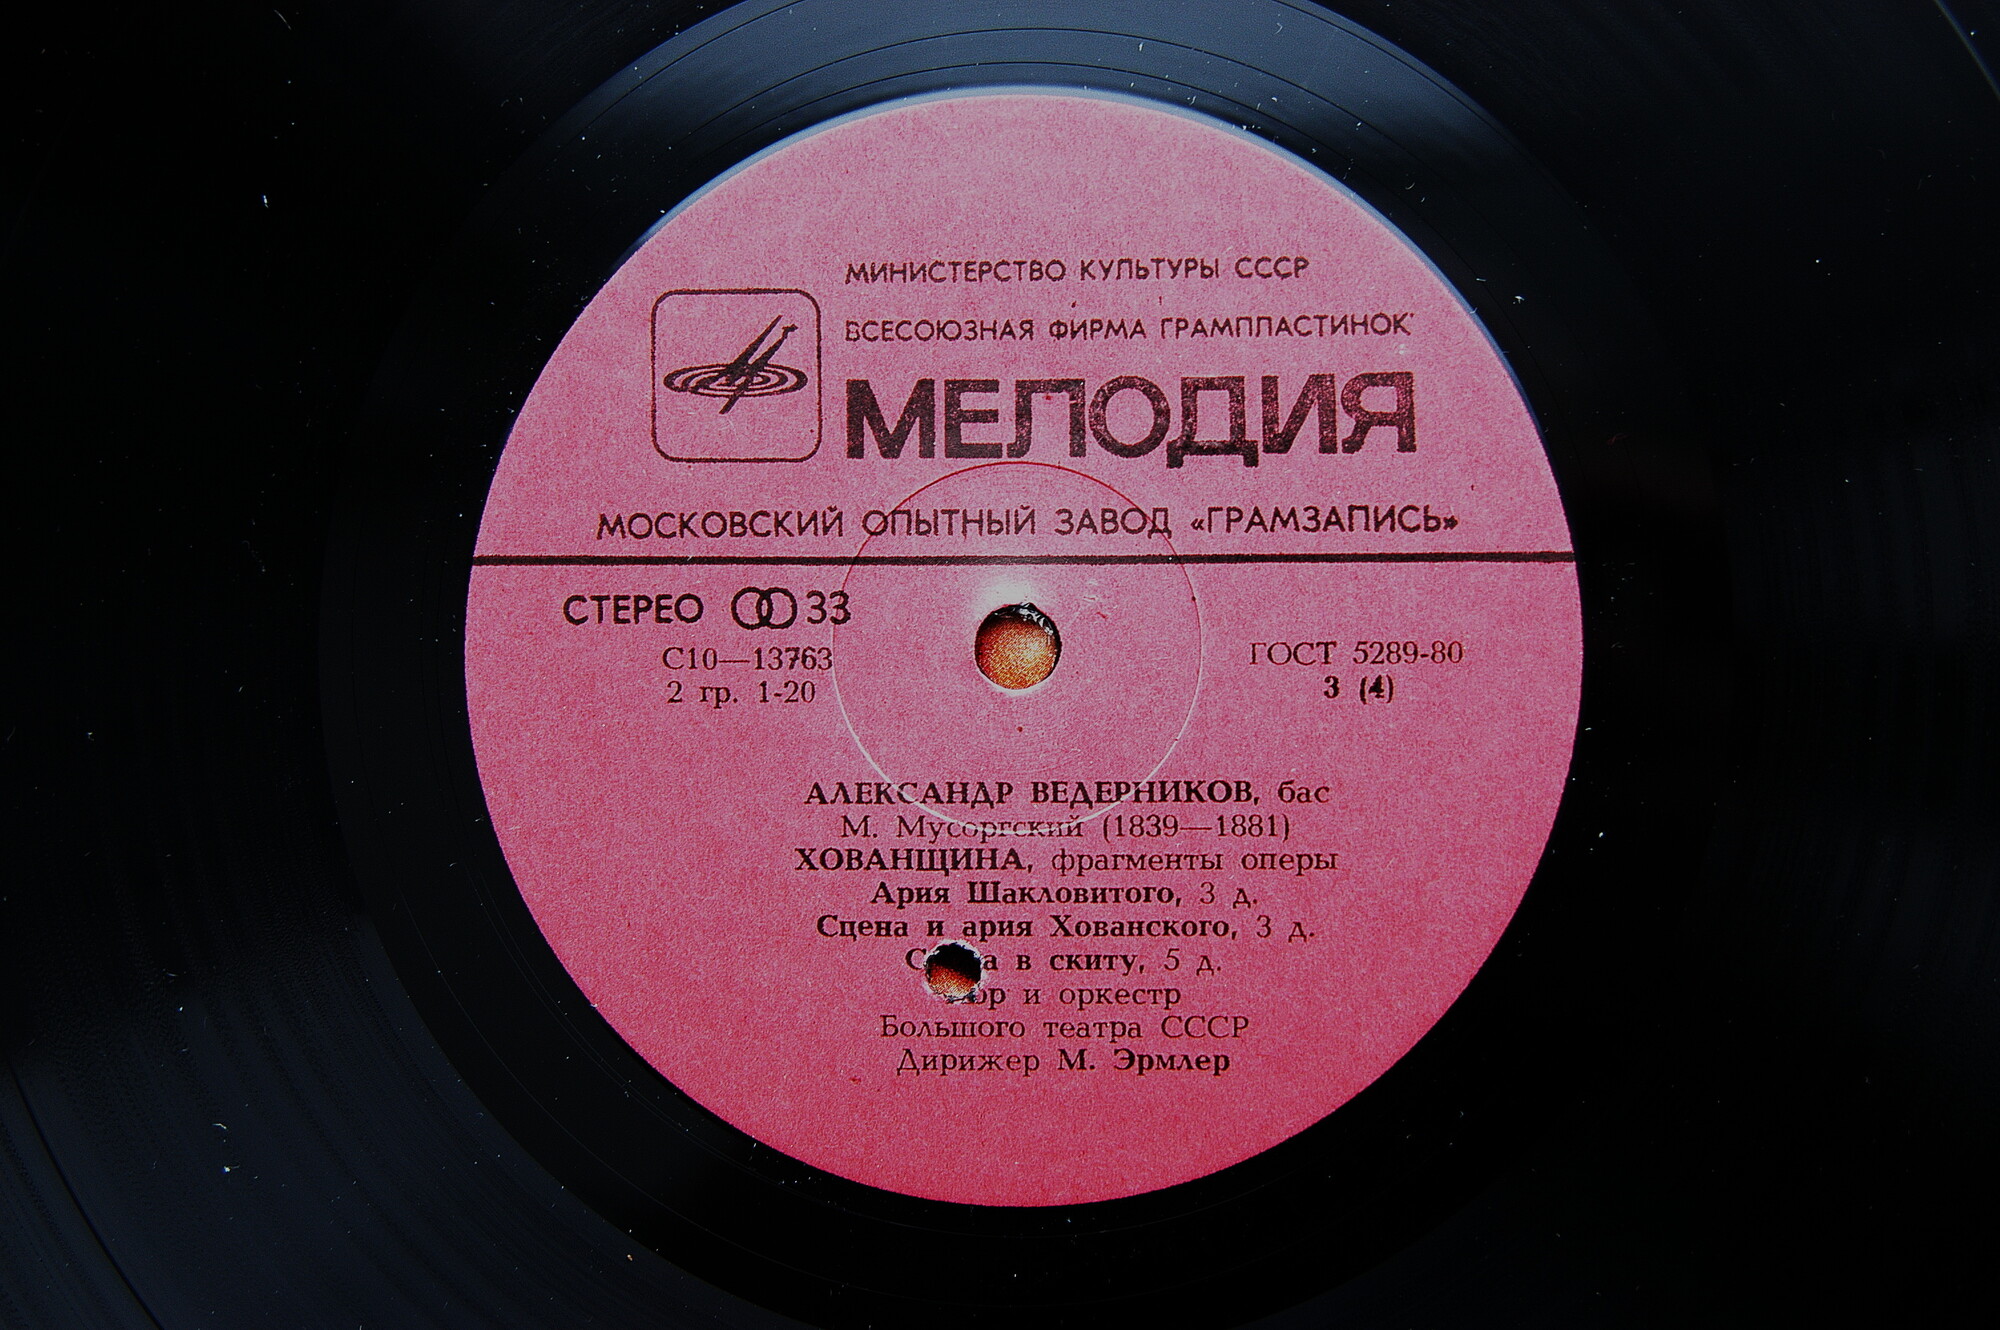 МИНИСТЕРСТВО КУЛЬТУРЫ СССР
ВСЕСОЮЗНАЯ ФИРМА ГРАМПЛАСТИНОК
МЕЛОДИЯ
МОСКОВСКИЙ ОПЫТНЫЙ ЗАВОД «ГРАМЗАПИСЬ»
СТЕРЕО 33
С10—13763
2 гр. 1-20
ГОСТ 5289-80
3 (4)
АЛЕКСАНДР ВЕДЕРНИКОВ, бас
М. Мусоргский (1839—1881)
ХОВАНЩИНА, фрагменты оперы
Ария Шакловитого, 3 д.
Сцена и ария Хованского, 3 д.
в скиту, 5 д.
и оркестр
Большого театра СССР
Дирижер М. Эрмлер